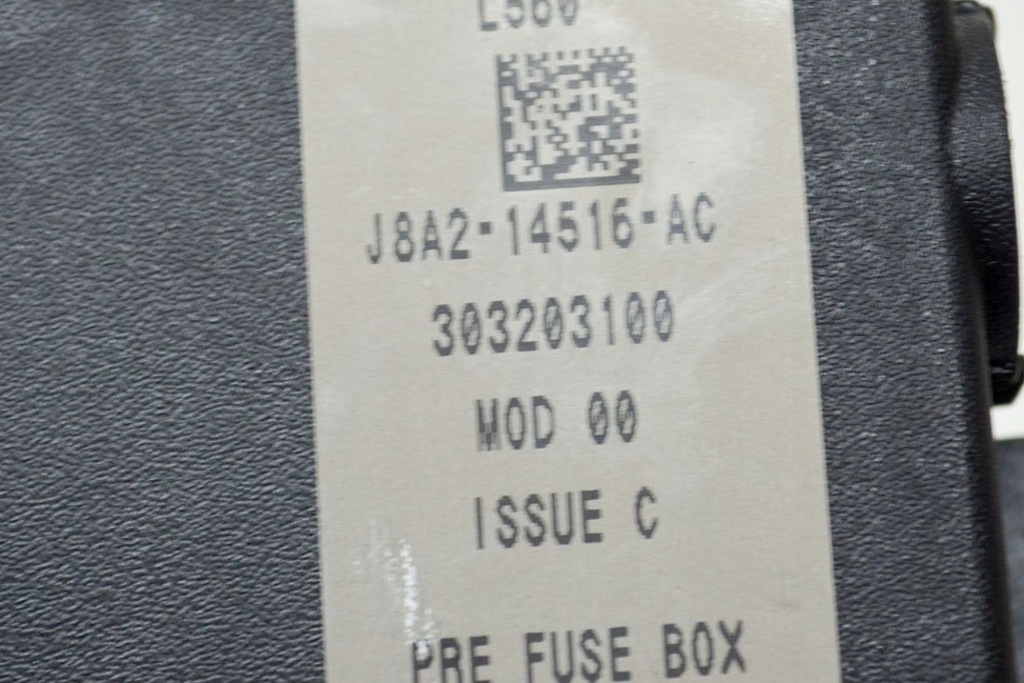 L560
J8A2-14516-AC
303203100
MOD 00
ISSUE C
PRE FUSE BOX